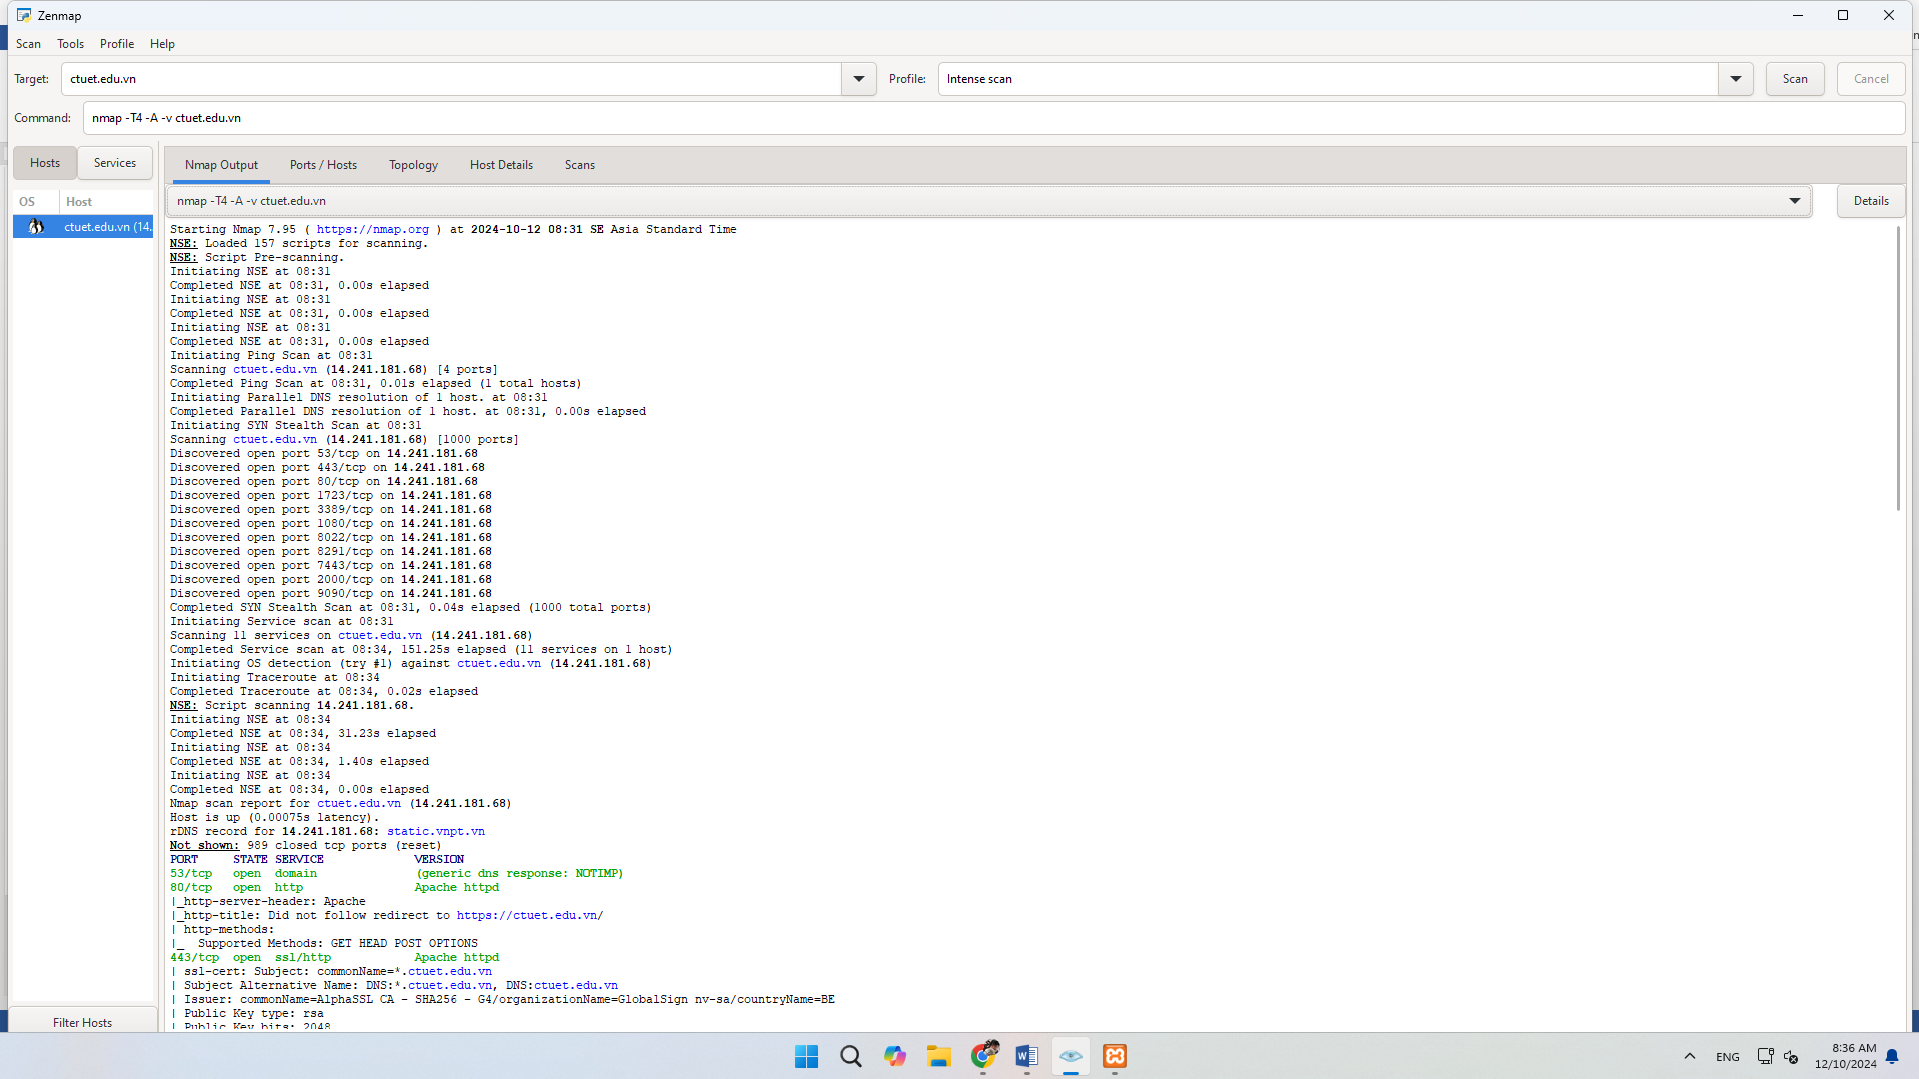 Zenmap
Scan Tools Profile Help
Target: ctuet.edu.vn Profile: Intense scan Scan Cancel
Command: nmap -T4 -A -v ctuet.edu.vn
Hosts Services Nmap Output Ports / Hosts Topology Host Details Scans
OS Host
ctuet.edu.vn (14.
nmap -T4 -A -v ctuet.edu.vn Details
Starting Nmap 7.95 ( https://nmap.org ) at 2024-10-12 08:31 SE Asia Standard Time
NSE: Loaded 157 scripts for scanning.
NSE: Script Pre-scanning.
Initiating NSE at 08:31
Completed NSE at 08:31, 0.00s elapsed
Initiating NSE at 08:31
Completed NSE at 08:31, 0.00s elapsed
Initiating NSE at 08:31
Completed NSE at 08:31, 0.00s elapsed
Initiating Ping Scan at 08:31
Scanning ctuet.edu.vn (14.241.181.68) [4 ports]
Completed Ping Scan at 08:31, 0.01s elapsed (1 total hosts)
Initiating Parallel DNS resolution of 1 host. at 08:31
Completed Parallel DNS resolution of 1 host. at 08:31, 0.00s elapsed
Initiating SYN Stealth Scan at 08:31
Scanning ctuet.edu.vn (14.241.181.68) [1000 ports]
Discovered open port 53/tcp on 14.241.181.68
Discovered open port 443/tcp on 14.241.181.68
Discovered open port 80/tcp on 14.241.181.68
Discovered open port 1723/tcp on 14.241.181.68
Discovered open port 3389/tcp on 14.241.181.68
Discovered open port 1080/tcp on 14.241.181.68
Discovered open port 8022/tcp on 14.241.181.68
Discovered open port 8291/tcp on 14.241.181.68
Discovered open port 7443/tcp on 14.241.181.68
Discovered open port 2000/tcp on 14.241.181.68
Discovered open port 9090/tcp on 14.241.181.68
Completed SYN Stealth Scan at 08:31, 0.04s elapsed (1000 total ports)
Initiating Service scan at 08:31
Scanning 11 services on ctuet.edu.vn (14.241.181.68)
Completed Service scan at 08:34, 151.25s elapsed (11 services on 1 host)
Initiating OS detection (try #1) against ctuet.edu.vn (14.241.181.68)
Initiating Traceroute at 08:34
Completed Traceroute at 08:34, 0.02s elapsed
NSE: Script scanning 14.241.181.68.
Initiating NSE at 08:34
Completed NSE at 08:34, 31.23s elapsed
Initiating NSE at 08:34
Completed NSE at 08:34, 1.40s elapsed
Initiating NSE at 08:34
Completed NSE at 08:34, 0.00s elapsed
Nmap scan report for ctuet.edu.vn (14.241.181.68)
Host is up (0.00075s latency).
rDNS record for 14.241.181.68: static.vnpt.vn
Not shown: 989 closed tcp ports (reset)
PORT STATE SERVICE VERSION
53/tcp open domain (generic dns response: NOTIMP)
80/tcp open http Apache httpd
|_http-server-header: Apache
|_http-title: Did not follow redirect to https://ctuet.edu.vn/
| http-methods:
|_ Supported Methods: GET HEAD POST OPTIONS
443/tcp open ssl/http Apache httpd
| ssl-cert: Subject: commonName=*.ctuet.edu.vn
| Subject Alternative Name: DNS:*.ctuet.edu.vn, DNS:ctuet.edu.vn
| Issuer: commonName=AlphaSSL CA - SHA256 - G4/organizationName=GlobalSign nv-sa/countryName=BE
| Public Key type: rsa
| Public Key bits: 2048
Filter Hosts
ENG 8:36 AM
12/10/2024